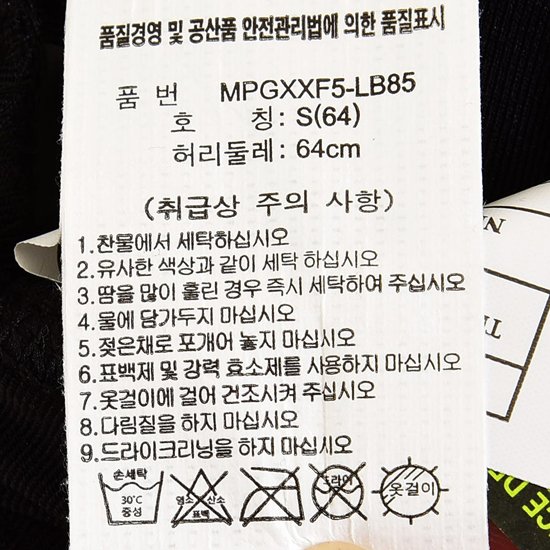 품질경영 및 공산품 안전관리법에 의한 품질표시
품 번 MPGXXF5-LB85
호 칭: S(64)
허리둘레: 64cm
(취급상 주의 사항)
1.찬물에서 세탁하십시오
2.유사한 색상과 같이 세탁 하십시오
3.땀을 많이 흘린 경우 즉시 세탁하여 주십시오
4.물에 담가두지 마십시오
5.젖은채로 포개어 놓지 마십시오
6.표백제 및 강력 효소제를 사용하지 마십시오
7.옷걸이에 걸어 건조시켜 주십시오
8.다림질을 하지 마십시오
9.드라이크리닝을 하지 마십시오
손세탁
30℃
중성
염소 산소
표백
드라이
옷걸이